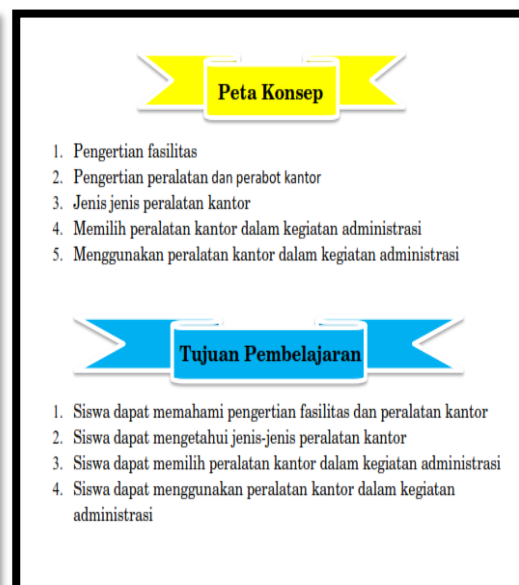 Peta Konsep
1. Pengertian fasilitas
2. Pengertian peralatan dan perabot kantor
3. Jenis jenis peralatan kantor
4. Memilih peralatan kantor dalam kegiatan administrasi
5. Menggunakan peralatan kantor dalam kegiatan administrasi
Tujuan Pembelajaran
1. Siswa dapat memahami pengertian fasilitas dan peralatan kantor
2. Siswa dapat mengetahui jenis-jenis peralatan kantor
3. Siswa dapat memilih peralatan kantor dalam kegiatan administrasi
4. Siswa dapat menggunakan peralatan kantor dalam kegiatan
administrasi